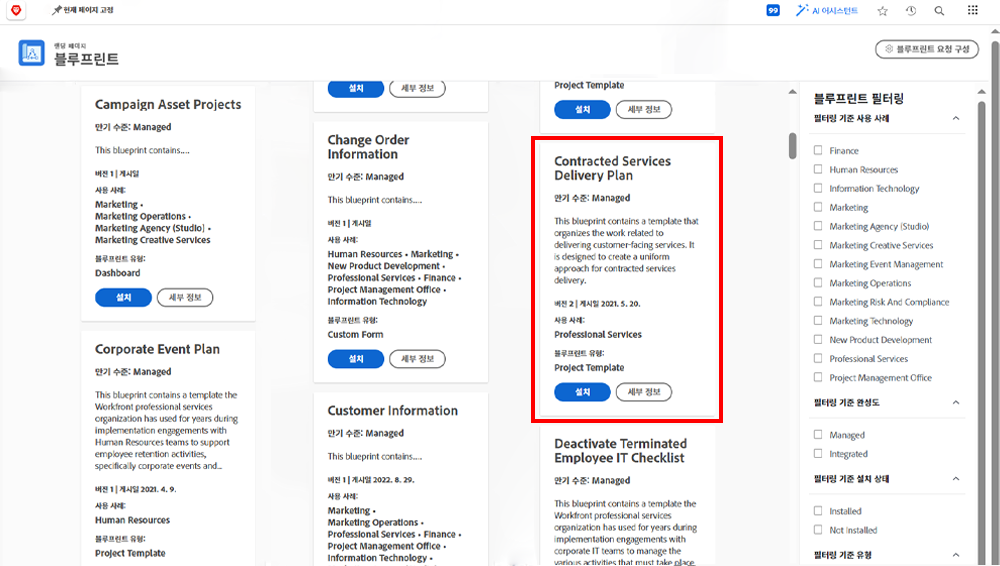 현재 페이지 고정
99
AI 어시스턴트
랜딩 페이지
블루프린트
블루프린트 요청 구성
Campaign Asset Projects
만기 수준: Managed
This blueprint contains....
버전 1 | 게시일
사용 사례:
Marketing •
Marketing Operations •
Marketing Agency (Studio) •
Marketing Creative Services
블루프린트 유형:
Dashboard
설치
세부 정보
Corporate Event Plan
만기 수준: Managed
This blueprint contains a template the
Workfront professional services
organization has used for years during
implementation engagements with
Human Resources teams to support
employee retention activities,
specifically corporate events and...
버전 1 | 게시일 2021. 4. 9.
사용 사례:
Human Resources
블루프린트 유형:
Project Template
설치
세부 정보
Change Order
Information
만기 수준: Managed
This blueprint contains....
버전 1 | 게시일
사용 사례:
Human Resources • Marketing •
New Product Development •
Professional Services • Finance •
Project Management Office •
Information Technology
블루프린트 유형:
Custom Form
설치
세부 정보
Customer Information
만기 수준: Managed
This blueprint contains....
버전 1 | 게시일 2022. 8. 29.
사용 사례:
Marketing •
Marketing Operations •
Professional Services • Finance •
Project Management Office •
Information Technology •
Project Template
설치
세부 정보
Contracted Services
Delivery Plan
만기 수준: Managed
This blueprint contains a template that
organizes the work related to
delivering customer-facing services. It
is designed to create a uniform
approach for contracted services
delivery.
버전 2 | 게시일 2021. 5. 20.
사용 사례:
Professional Services
블루프린트 유형:
Project Template
설치
세부 정보
Deactivate Terminated
Employee IT Checklist
만기 수준: Managed
This blueprint contains a template the
Workfront professional services
organization has used for years during
implementation engagements with
corporate IT teams to manage the
various activities that must take place
블루프린트 필터링
필터링 기준 사용 사례
Finance
Human Resources
Information Technology
Marketing
Marketing Agency (Studio)
Marketing Creative Services
Marketing Event Management
Marketing Operations
Marketing Risk And Compliance
Marketing Technology
New Product Development
Professional Services
Project Management Office
필터링 기준 완성도
Managed
Integrated
필터링 기준 설치 상태
Installed
Not Installed
필터링 기준 유형